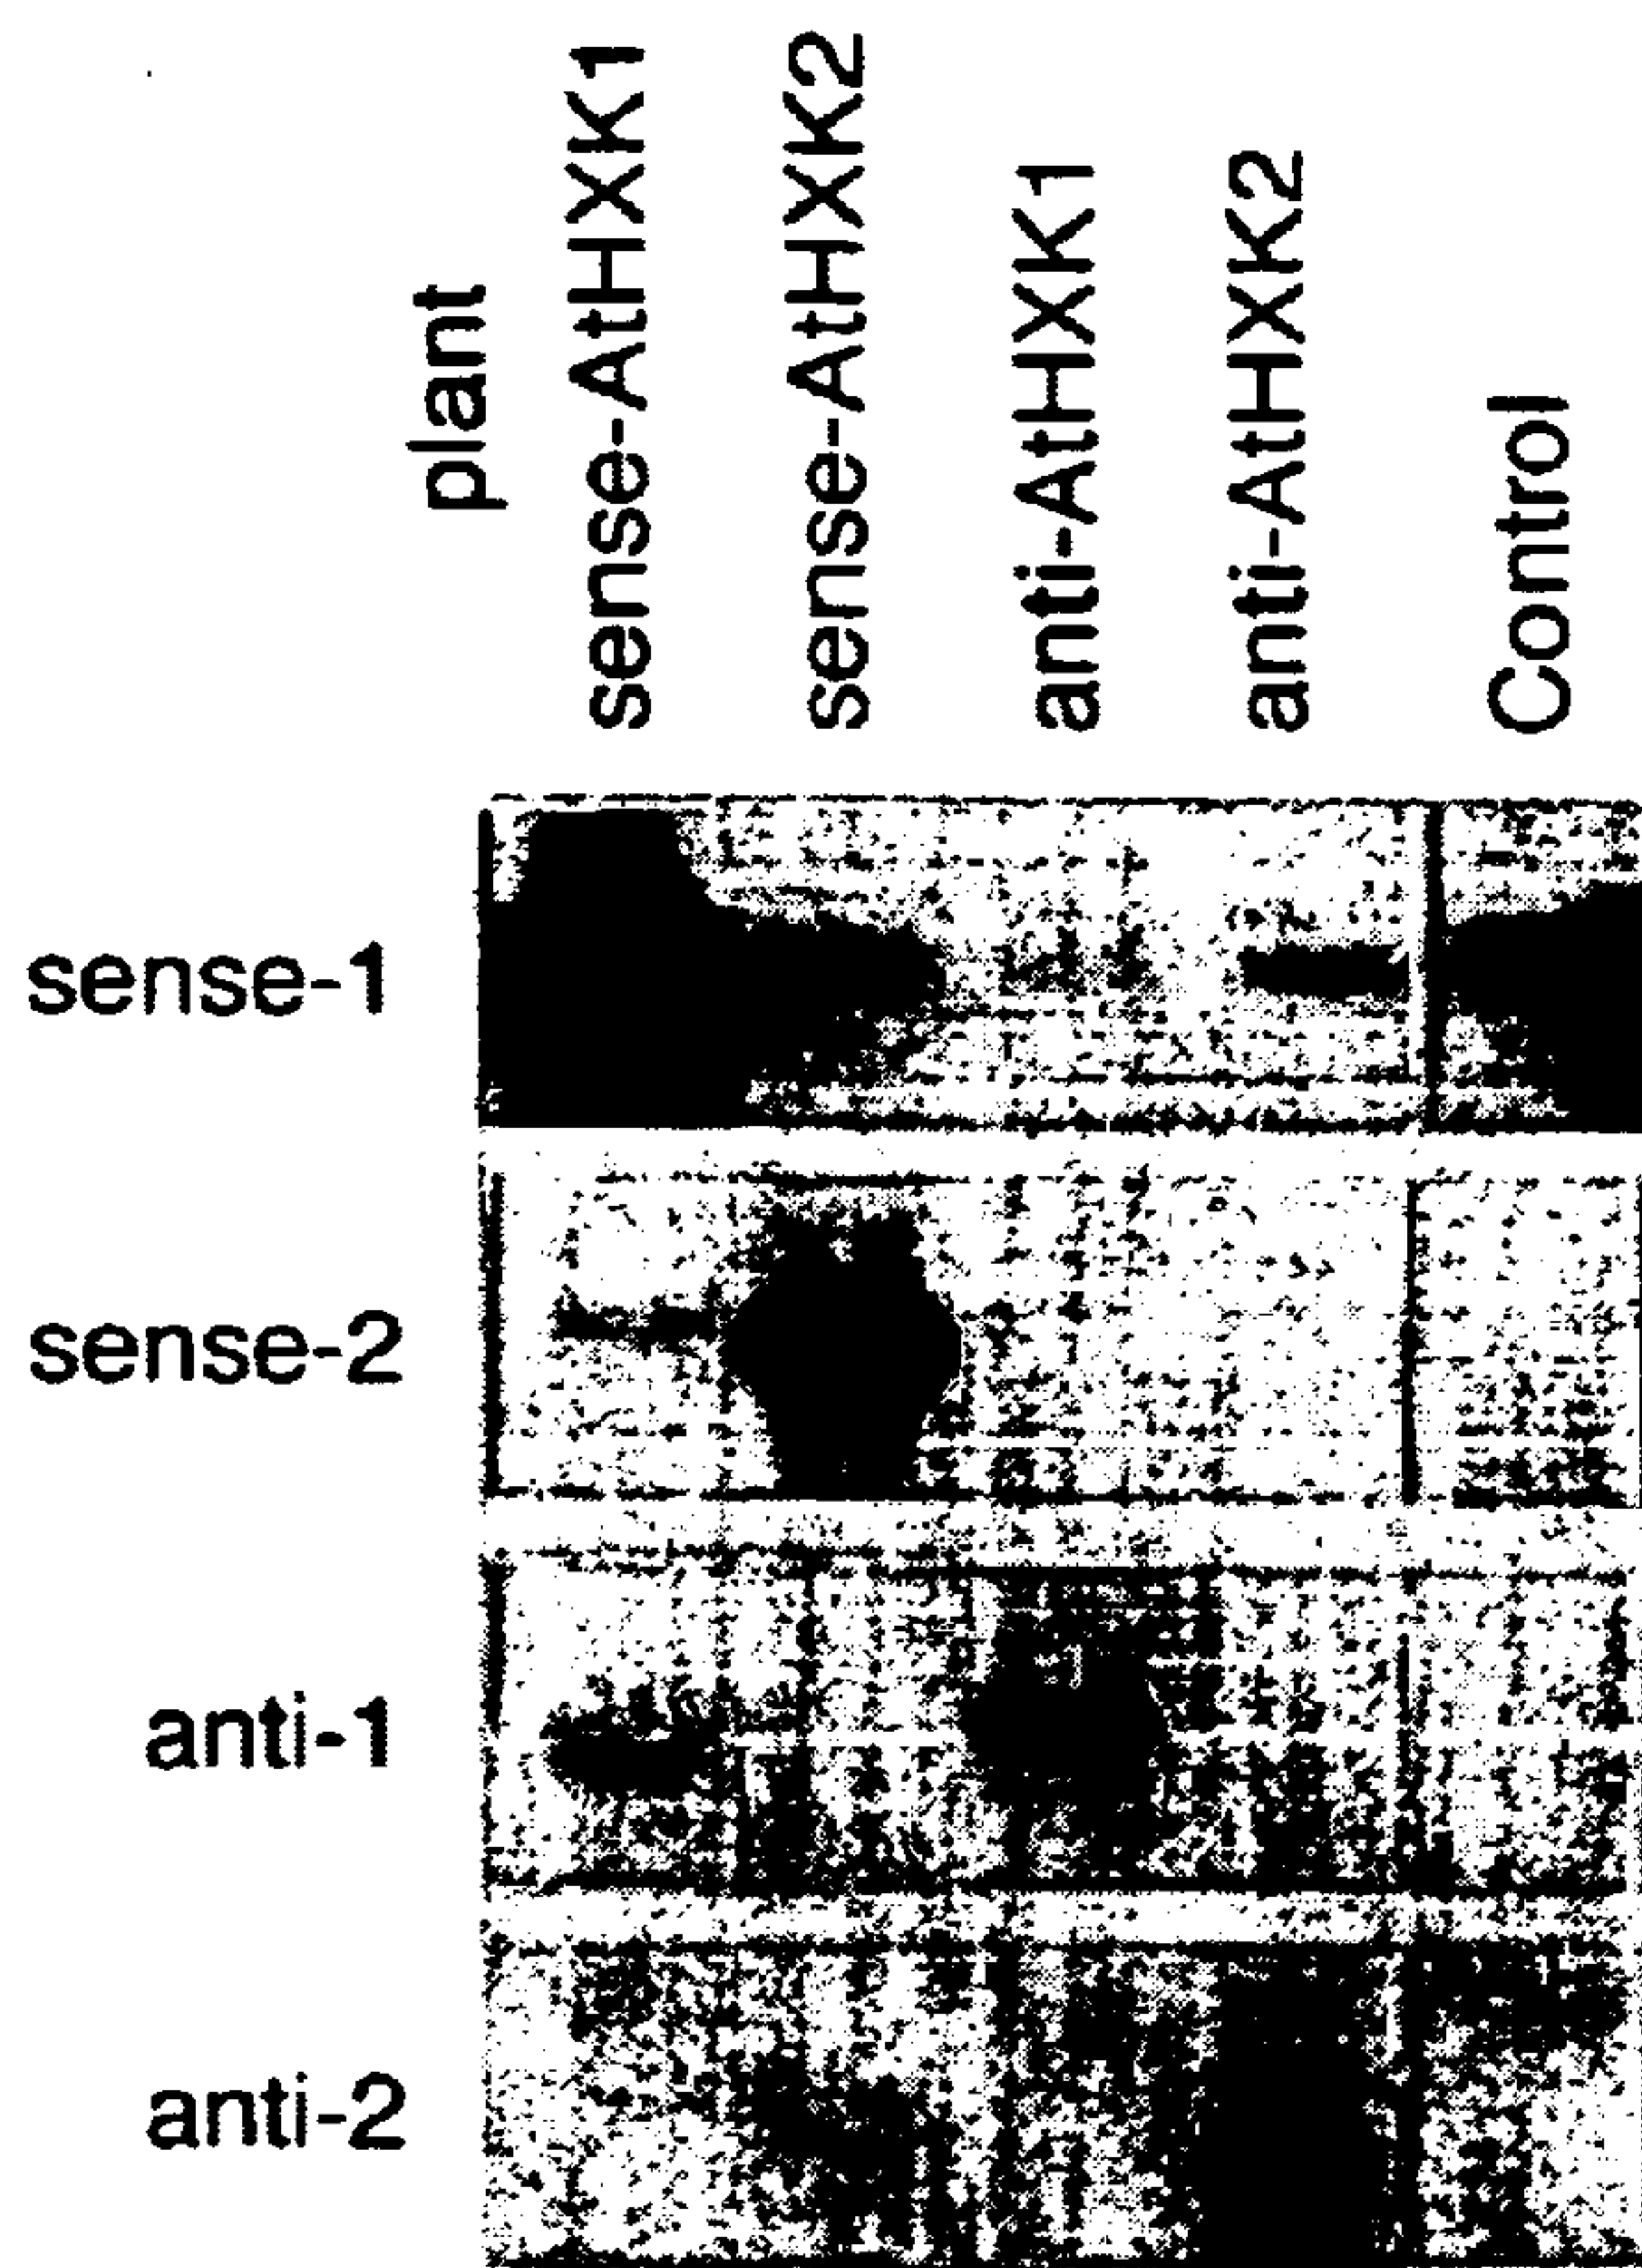 plant
sense-AtHXK1
sense-AtHXK2
anti-AtHXK1
anti-AtHXK2
Control
sense-1
sense-2
anti-1
anti-2